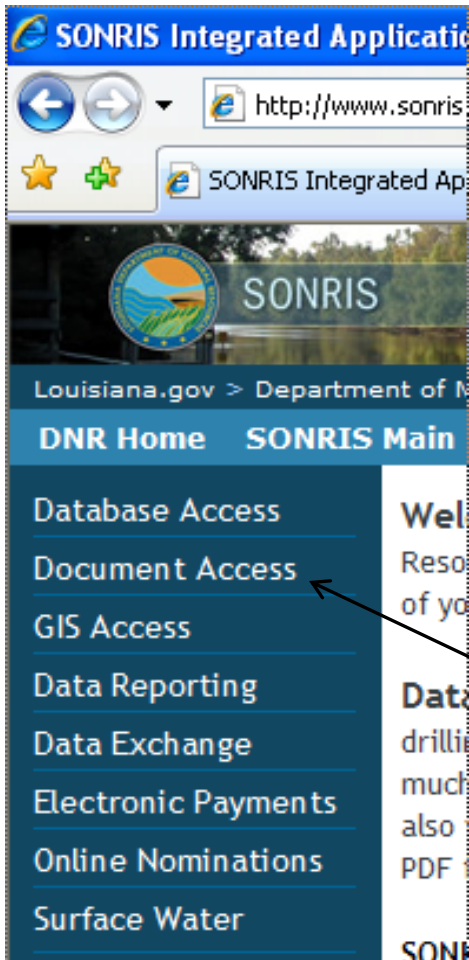 SONRIS Integrated Applicatio
http://www.sonris
SONRIS Integrated Ap
SONRIS
Louisiana.gov > Department of N
DNR Home SONRIS Main
Database Access
Document Access
GIS Access
Data Reporting
Data Exchange
Electronic Payments
Online Nominations
Surface Water
Wel
Reso
of yo
Data
drilli
much
also
PDF
SONR